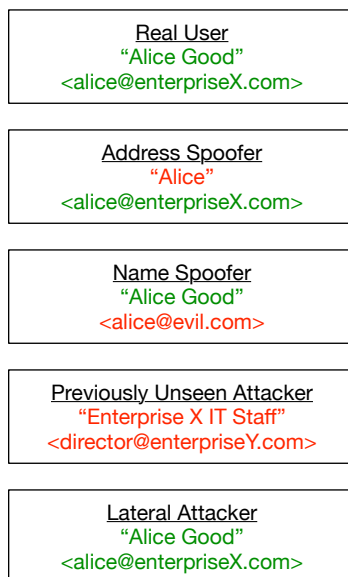 Real User
“Alice Good”
<alice@enterpriseX.com>
Address Spoofer
“Alice”
<alice@enterpriseX.com>
Name Spoofer
“Alice Good”
<alice@evil.com>
Previously Unseen Attacker
“Enterprise X IT Staff”
<director@enterpriseY.com>
Lateral Attacker
“Alice Good”
<alice@enterpriseX.com>